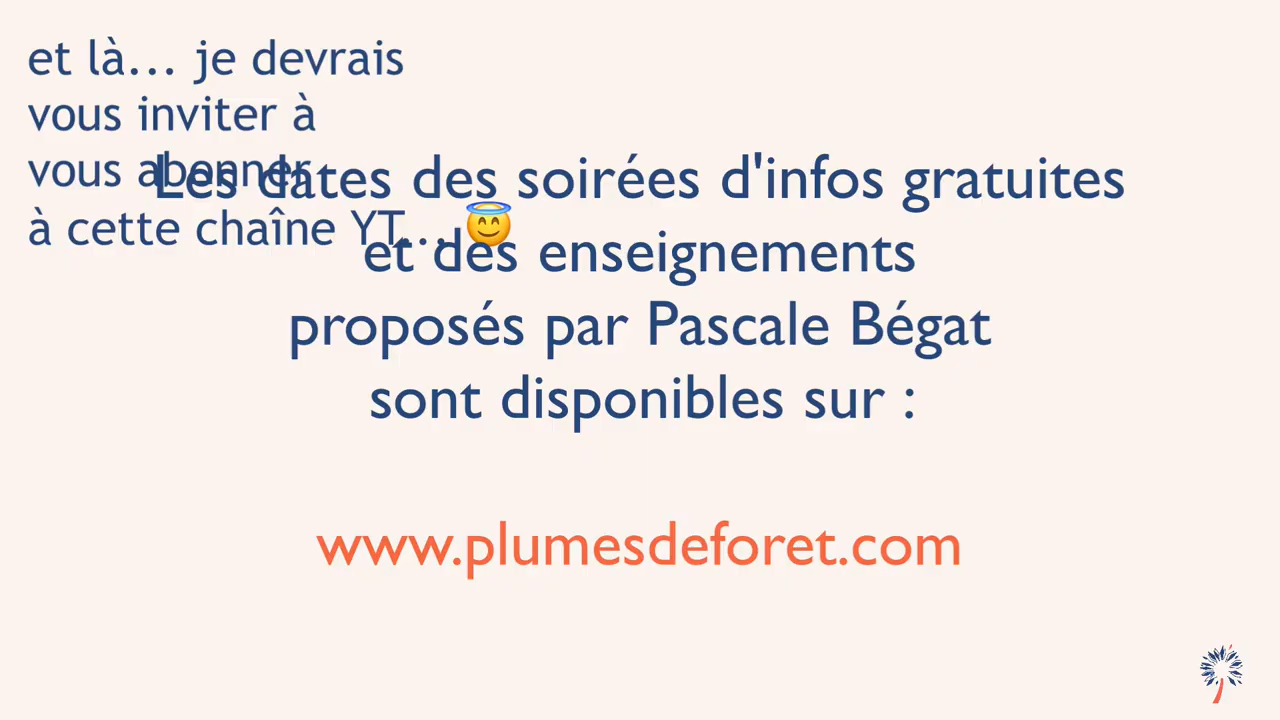 et là... je devrais
vous inviter à
vous abonner
à cette chaîne YT... 😇
Les dates des soirées d'infos gratuites
et des enseignements
proposés par Pascale Bégat
sont disponibles sur :
www.plumesdeforet.com